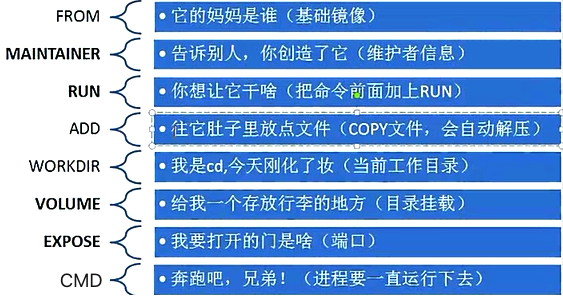 FROM
• 它的妈妈是谁（基础镜像）
MAINTAINER
• 告诉别人，你创造了它（维护者信息）
RUN
• 你想让它干啥（把命令前面加上RUN）
ADD
• 往它肚子里放点文件（COPY文件，会自动解压）
WORKDIR
• 我是cd,今天刚化了妆（当前工作目录）
VOLUME
• 给我一个存放行李的地方（目录挂载）
EXPOSE
• 我要打开的门是啥（端口）
CMD
• 奔跑吧，兄弟！（进程要一直运行下去）